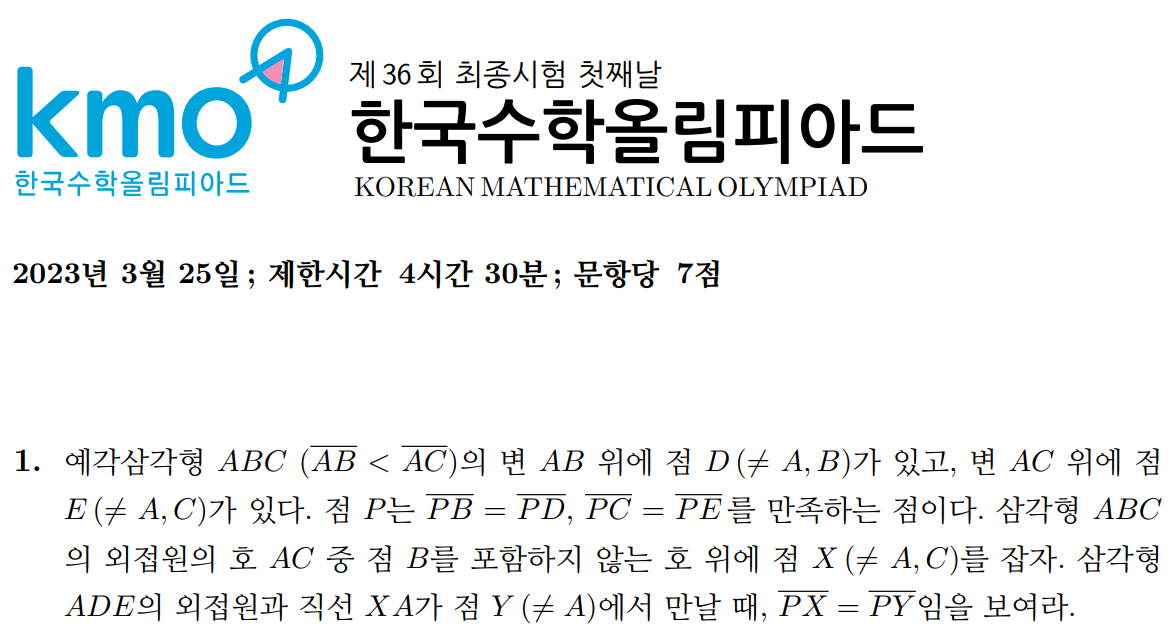 kmo
한국수학올림피아드
제 36 회 최종시험 첫째날
한국수학올림피아드
KOREAN MATHEMATICAL OLYMPIAD
2023년 3월 25일; 제한시간 4시간 30분; 문항당 7점
1. 예각삼각형 $ABC$ ($\overline{AB} < \overline{AC}$)의 변 $AB$ 위에 점 $D\,(\neq A, B)$가 있고, 변 $AC$ 위에 점
$E\,(\neq A, C)$가 있다. 점 $P$는 $\overline{PB} = \overline{PD}$, $\overline{PC} = \overline{PE}$를 만족하는 점이다. 삼각형 $ABC$
의 외접원의 호 $AC$ 중 점 $B$를 포함하지 않는 호 위에 점 $X\,(\neq A, C)$를 잡자. 삼각형
$ADE$의 외접원과 직선 $XA$가 점 $Y\,(\neq A)$에서 만날 때, $\overline{PX} = \overline{PY}$임을 보여라.